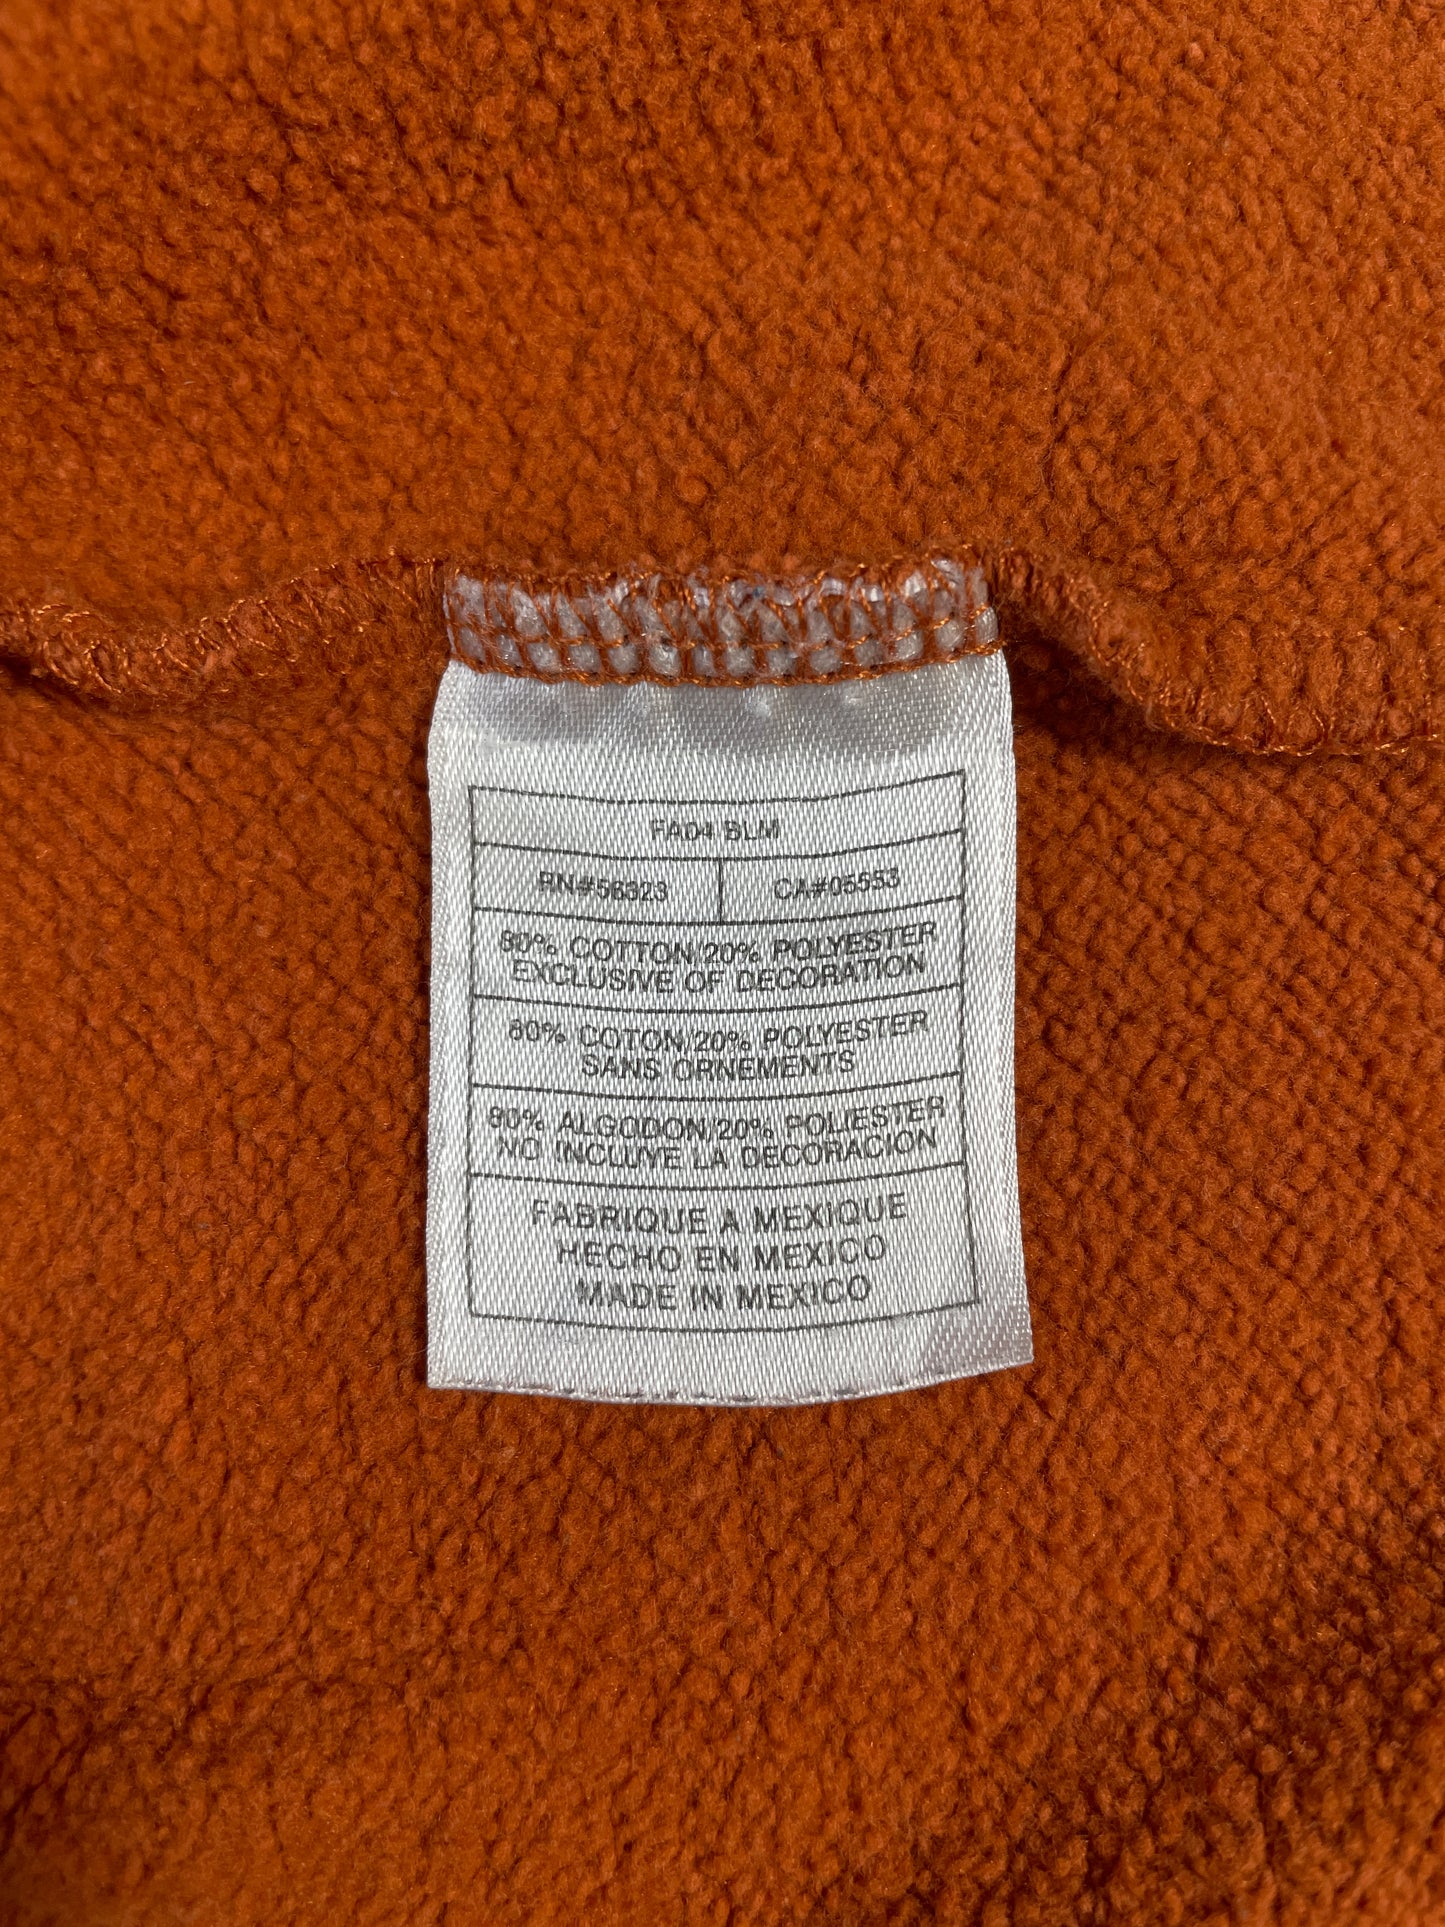 FA04 BLM
RN#56323 CA#05553
80% COTTON/20% POLYESTER
EXCLUSIVE OF DECORATION
80% COTON/20% POLYESTER
SANS ORNEMENTS
80% ALGODON/20% POLIESTER
NO INCLUYE LA DECORACION
FABRIQUE A MEXIQUE
HECHO EN MEXICO
MADE IN MEXICO